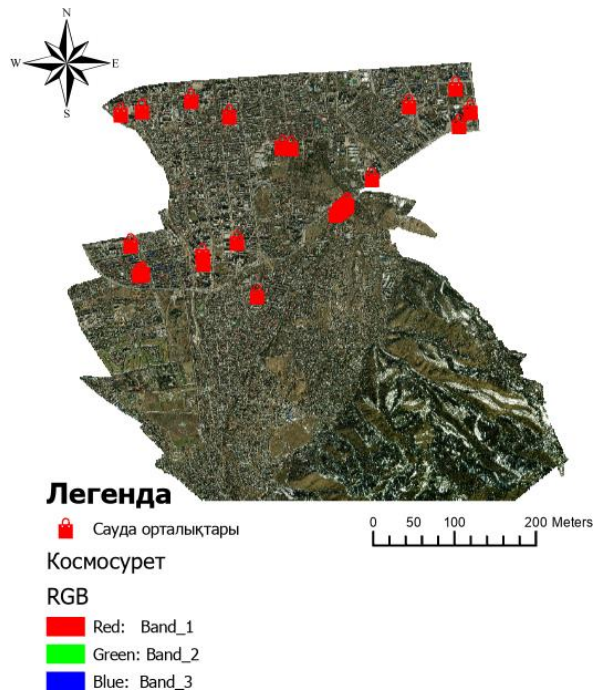 N
W E
S
Легенда
Сауда орталықтары
Космосурет
RGB
Red: Band_1
Green: Band_2
Blue: Band_3
0 50 100 200 Meters